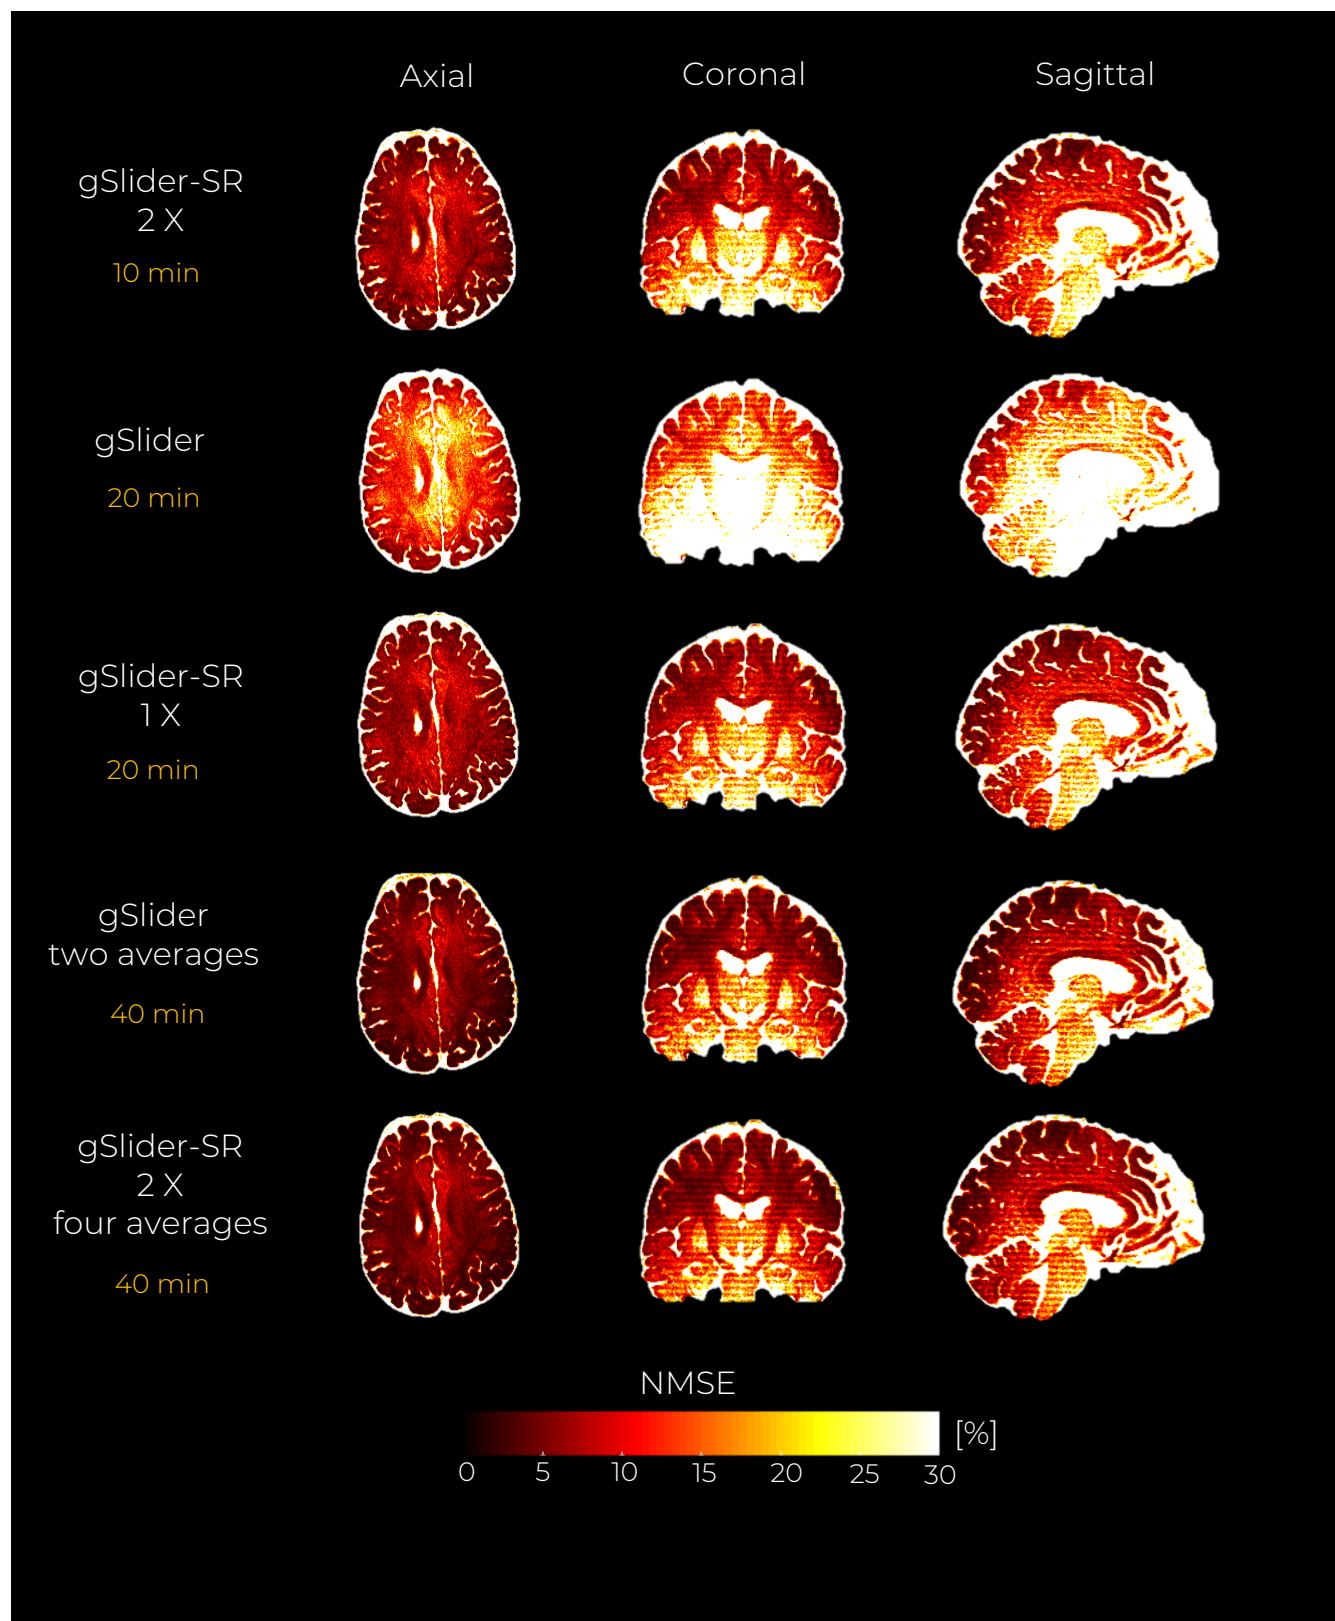 Axial Coronal Sagittal
gSlider-SR
2 X
10 min
gSlider
20 min
gSlider-SR
1 X
20 min
gSlider
two averages
40 min
gSlider-SR
2 X
four averages
40 min
NMSE
[%]
0 5 10 15 20 25 30